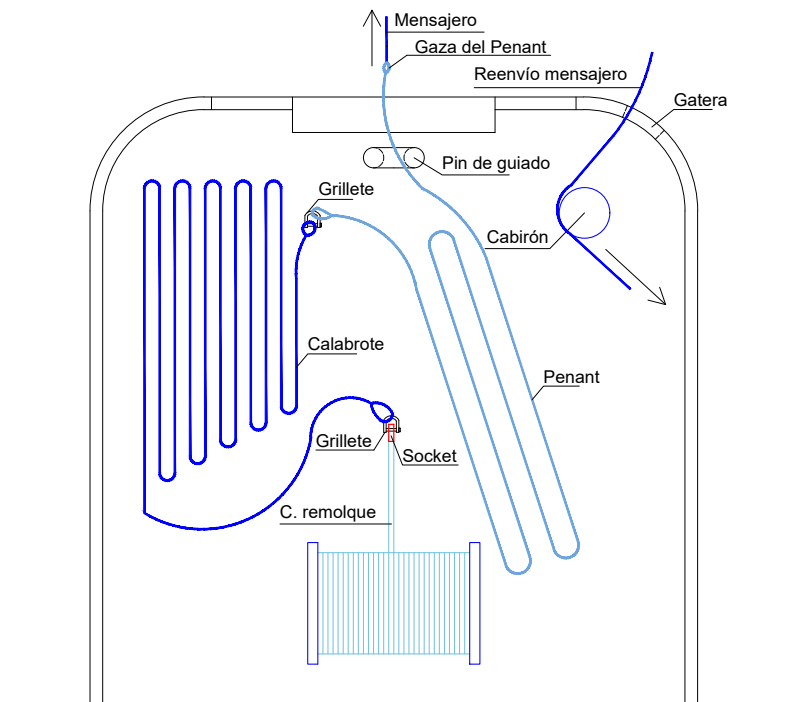 Mensajero
Gaza del Penant
Reenvío mensajero
Gatera
Pin de guiado
Grillete
Cabirón
Calabrote
Penant
Grillete
Socket
C. remolque